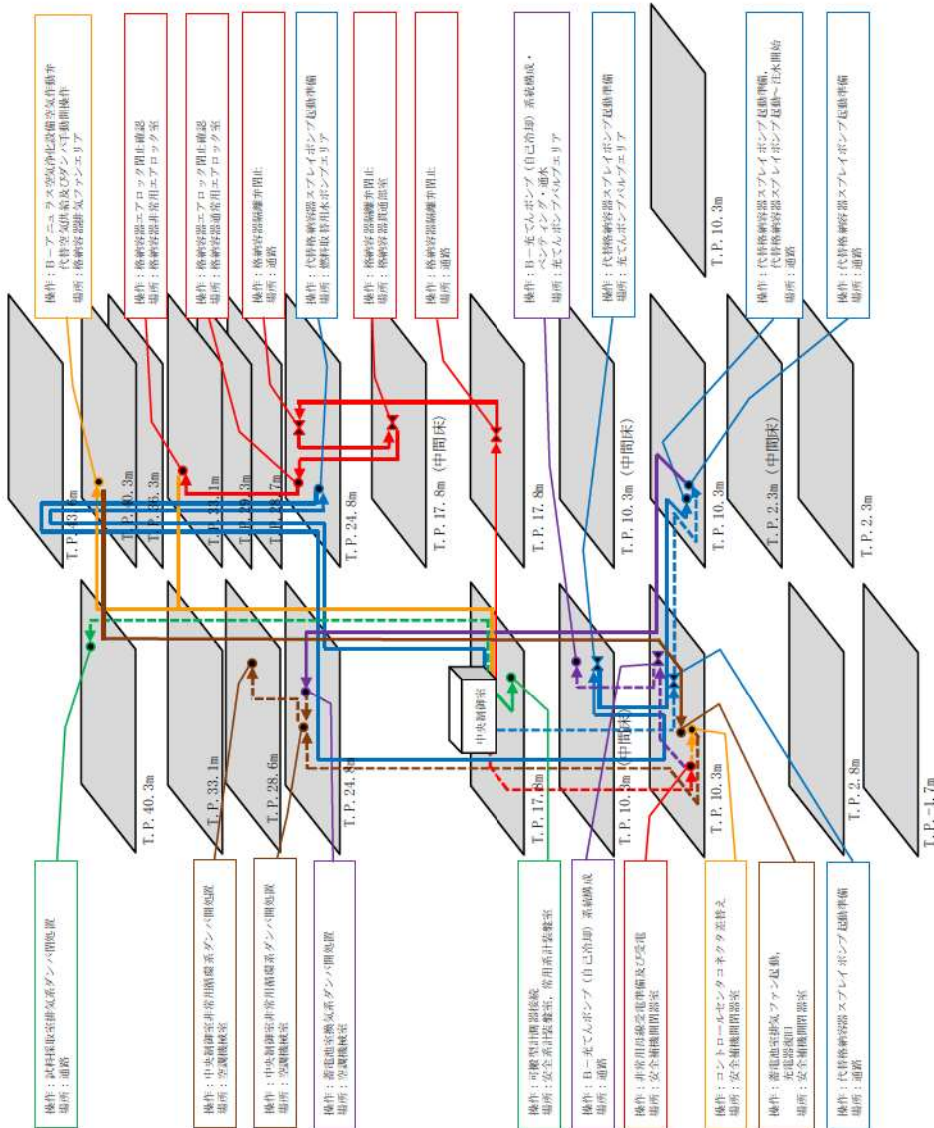 操作：B－アニュラス空気浄化設備空気作動弁
代替空気供給及びダンパ手動開操作
場所：格納容器排気ファンエリア
操作：格納容器エアロック閉止確認
場所：格納容器非常用エアロック室
操作：格納容器エアロック閉止確認
場所：格納容器通常用エアロック室
操作：格納容器隔離弁閉止
場所：通路
操作：代替格納容器スプレイポンプ起動準備
場所：燃料取替用水ポンプエリア
操作：格納容器隔離弁閉止
場所：格納容器貫通部室
操作：格納容器隔離弁閉止
場所：通路
操作：B－充てんポンプ（自己冷却）系統構成・
ベンティング・通水
場所：充てんポンプバルブエリア
操作：代替格納容器スプレイポンプ起動準備
場所：充てんポンプバルブエリア
操作：代替格納容器スプレイポンプ起動準備，
代替格納容器スプレイポンプ起動～注水開始
場所：通路
操作：代替格納容器スプレイポンプ起動準備
場所：通路
T.P.10.3m
T.P.43.6m
T.P.40.3m
T.P.36.3m
T.P.33.1m
T.P.29.3m
T.P.28.7m
T.P.24.8m
T.P.17.8m（中間床）
T.P.17.8m
T.P.10.3m（中間床）
T.P.10.3m
T.P.2.3m（中間床）
T.P.2.3m
中央制御室
T.P.40.3m
T.P.33.1m
T.P.28.6m
T.P.24.8m
T.P.17.8m
T.P.10.3m（中間床）
T.P.10.3m
T.P.2.8m
T.P.-1.7m
操作：試料採取室排気系ダンパ閉処置
場所：通路
操作：中央制御室非常用循環系ダンパ開処置
場所：空調機械室
操作：中央制御室非常用循環系ダンパ開処置
場所：空調機械室
操作：蓄電池室換気系ダンパ開処置
場所：空調機械室
操作：可搬型計測器接続
場所：安全系計装盤室，常用系計装盤室
操作：B－充てんポンプ（自己冷却）系統構成
場所：通路
操作：非常用母線受電準備及び受電
場所：安全補機開閉器室
操作：コントロールセンタコネクタ差替え
場所：安全補機開閉器室
操作：蓄電池室排気ファン起動，
充電器復旧
場所：安全補機開閉器室
操作：代替格納容器スプレイポンプ起動準備
場所：通路